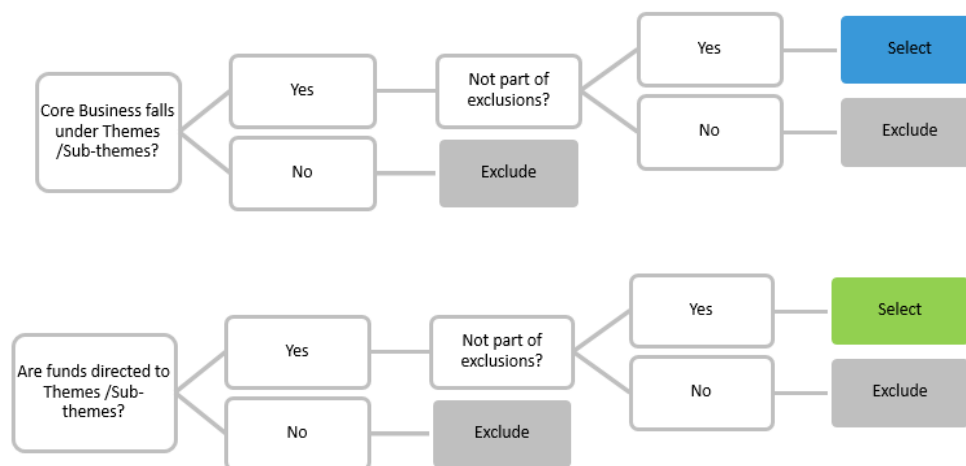 Core Business falls
under Themes
/Sub-themes?
Yes
No
Not part of
exclusions?
Exclude
Yes
No
Select
Exclude
Are funds directed to
Themes /Sub-
themes?
Yes
No
Not part of
exclusions?
Exclude
Yes
No
Select
Exclude